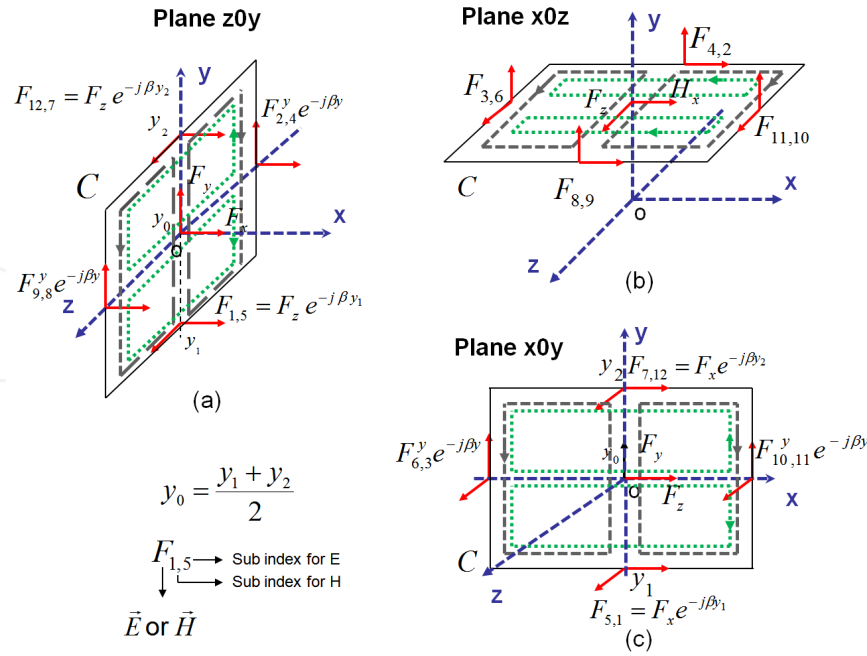 Plane z0y
y
F_{12,7} = F_z e^{-jβy_2}
y_2
F^y_{2,4} e^{-jβy}
C
F_y
y_0
F_x
x
o
F^y_{9,8} e^{-jβy}
z
F_{1,5} = F_z e^{-jβy_1}
y_1
(a)
Plane x0z
y
F_{4,2}
F_{3,6}
F_z
H_x
F_{11,10}
C
F_{8,9}
x
o
z
(b)
y_0 = \frac{y_1 + y_2}{2}
F_{1,5} Sub index for E
Sub index for H
\vec{E} or \vec{H}
Plane x0y
y
y_2 F_{7,12} = F_x e^{-jβy_2}
F^y_{6,3} e^{-jβy}
y_0 F_y
F^y_{10,11} e^{-jβy}
o F_z
x
C
z
y_1
F_{5,1} = F_x e^{-jβy_1}
(c)